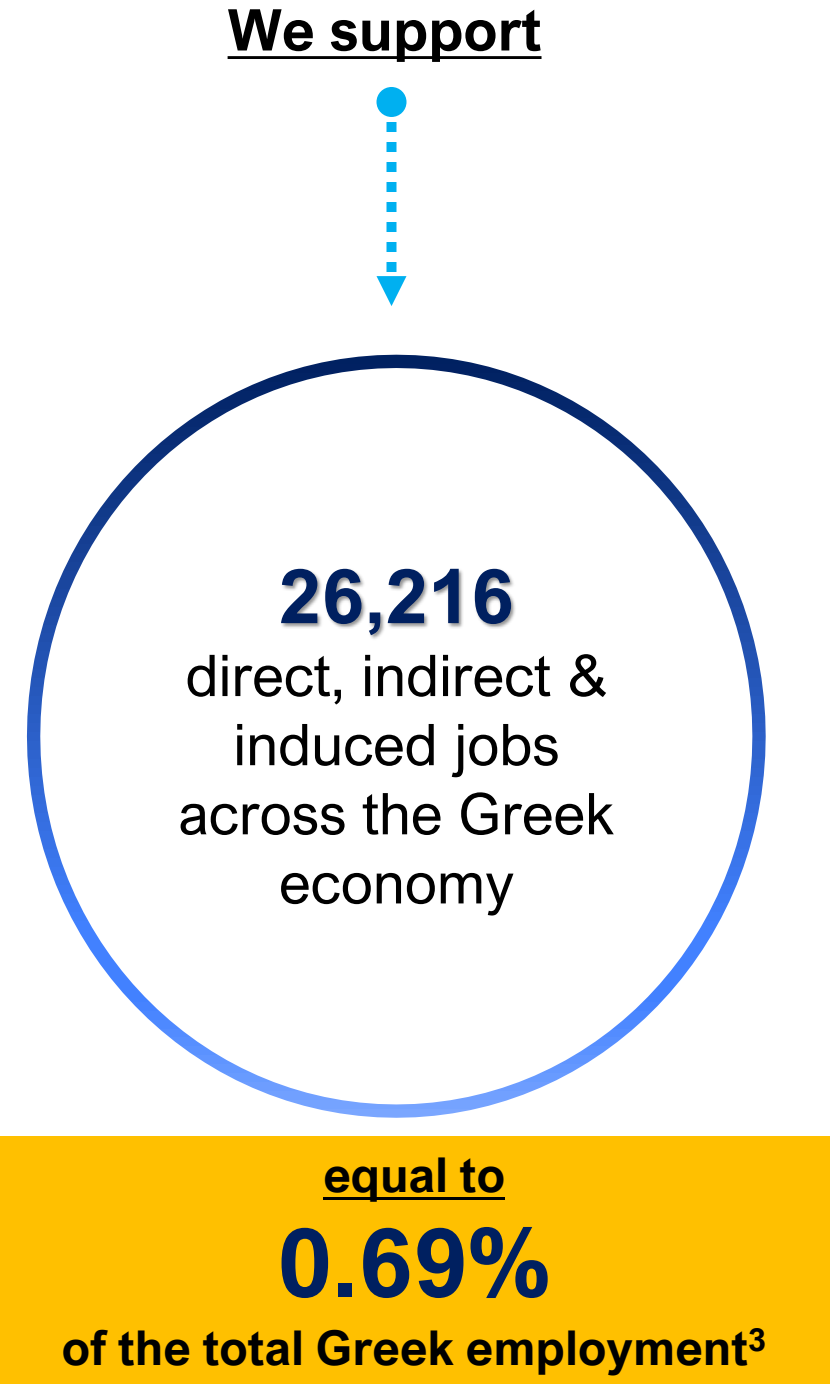 We support
26,216
direct, indirect &
induced jobs
across the Greek
economy
equal to
0.69%
of the total Greek employment³